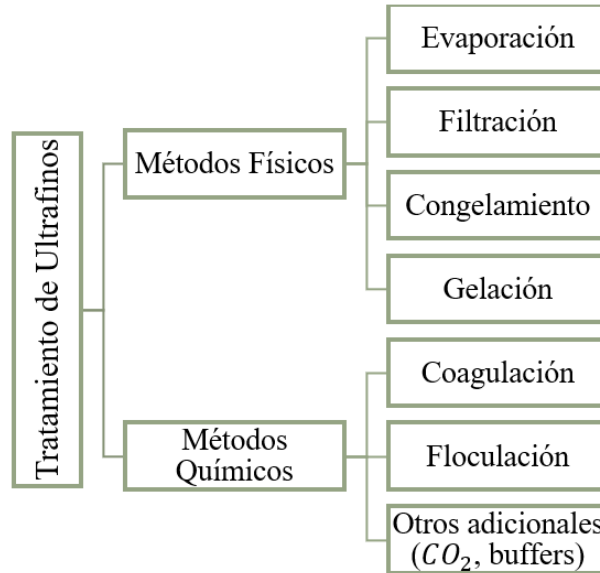 Tratamiento de Ultrafinos
Métodos Físicos
Evaporación
Filtración
Congelamiento
Gelación
Métodos
Químicos
Coagulación
Floculación
Otros adicionales
(CO₂, buffers)